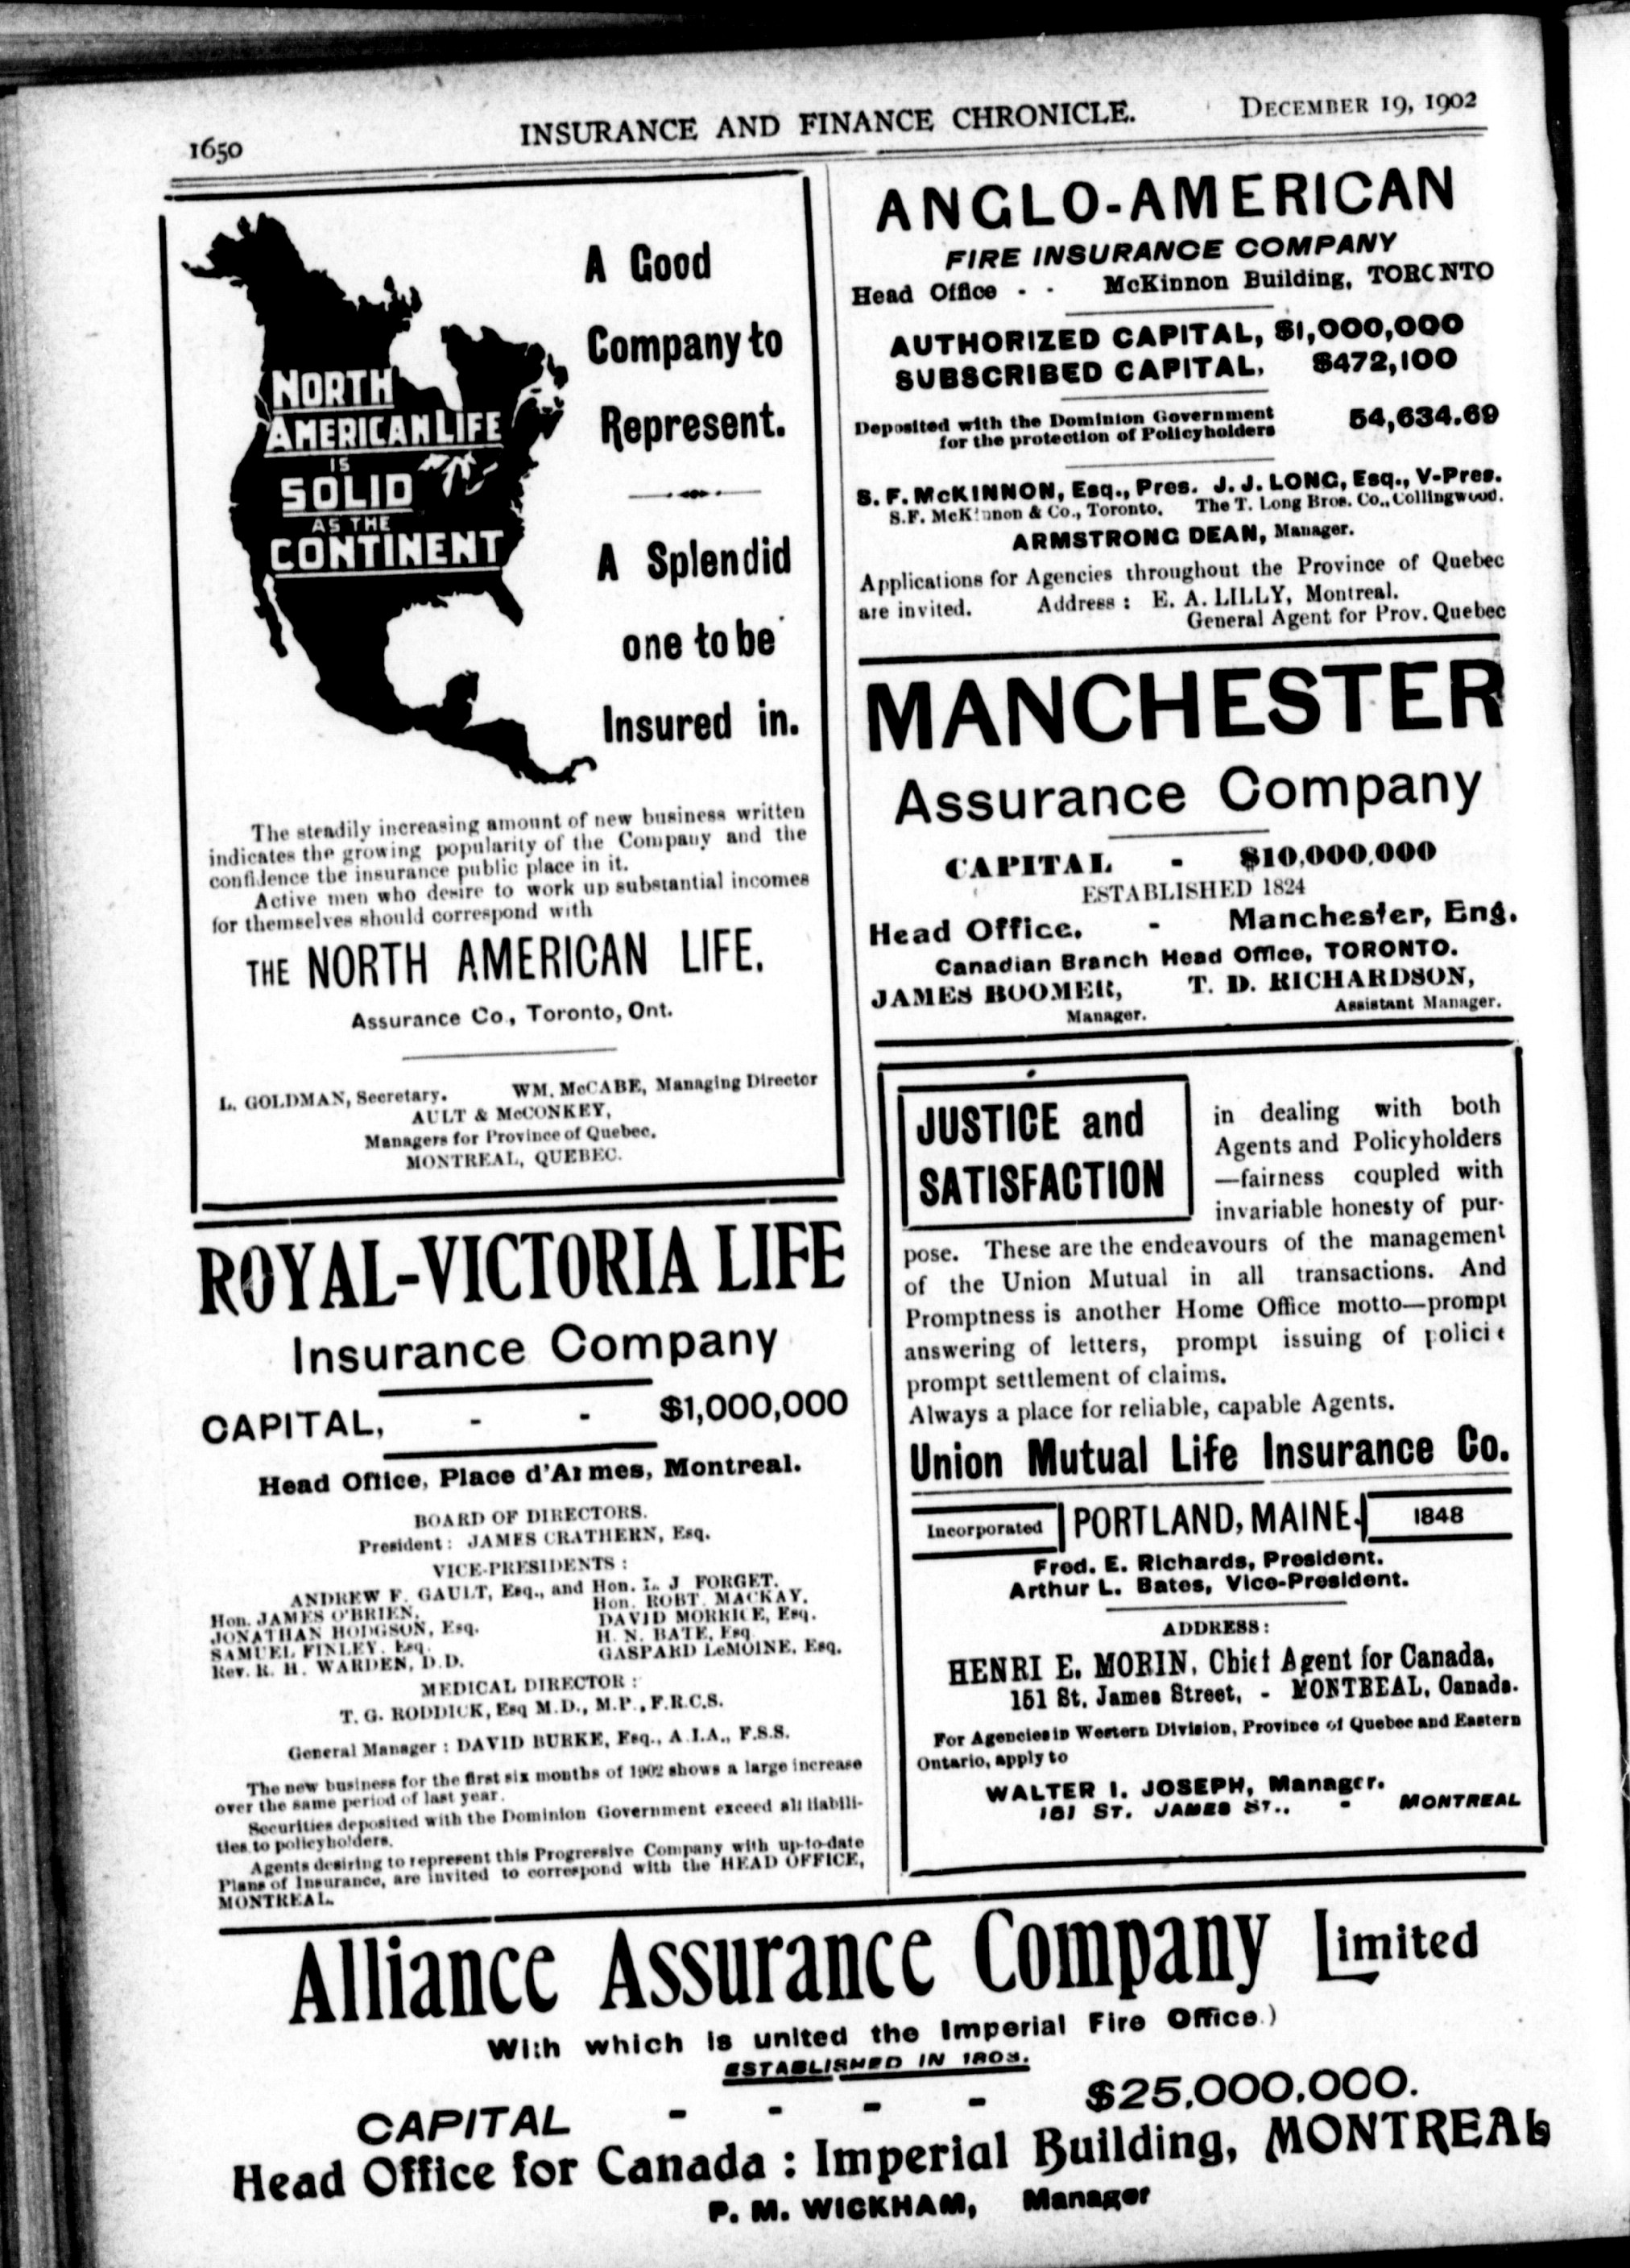 1650
INSURANCE AND FINANCE CHRONICLE.
DECEMBER 19, 1902
NORTH
AMERICAN LIFE
IS
SOLID
AS THE
CONTINENT
A Good
Company to
Represent.
A Splendid
one to be
Insured in.
The steadily increasing amount of new business written
indicates the growing popularity of the Company and the
confidence the insurance public place in it.
Active men who desire to work up substantial incomes
for themselves should correspond with
THE NORTH AMERICAN LIFE.
Assurance Co., Toronto, Ont.
L. GOLDMAN, Secretary. WM. McCABE, Managing Director
AULT & McCONKEY,
Managers for Province of Quebec.
MONTREAL, QUEBEC.
ROYAL-VICTORIA LIFE
Insurance Company
CAPITAL, - - $1,000,000
Head Office, Place d'Armes, Montreal.
BOARD OF DIRECTORS.
President: JAMES CRATHERN, Esq.
VICE-PRESIDENTS:
ANDREW F. GAULT, Esq., and Hon. L. J FORGET.
Hon. JAMES O'BRIEN, Hon. ROBT. MACKAY.
JONATHAN HODGSON, Esq. DAVID MORRICE, Esq.
SAMUEL FINLEY, Esq. H. N. BATE, Esq
Rev. R. H. WARDEN, D.D. GASPARD LeMOINE, Esq.
MEDICAL DIRECTOR:
T. G. RODDICK, Esq M.D., M.P., F.R.C.S.
General Manager: DAVID BURKE, Esq., A.I.A., F.S.S.
The new business for the first six months of 1902 shows a large increase
over the same period of last year.
Securities deposited with the Dominion Government exceed all liabili-
ties to policyholders.
Agents desiring to represent this Progressive Company with up-to-date
Plans of Insurance, are invited to correspond with the HEAD OFFICE,
MONTREAL.
ANGLO-AMERICAN
FIRE INSURANCE COMPANY
Head Office - - McKinnon Building, TORONTO
AUTHORIZED CAPITAL, $1,000,000
SUBSCRIBED CAPITAL, $472,100
Deposited with the Dominion Government
for the protection of Policyholders 54,634.69
S. F. McKINNON, Esq., Pres. J. J. LONG, Esq., V-Pres.
S.F. McKinnon & Co., Toronto. The T. Long Bros. Co., Collingwood.
ARMSTRONG DEAN, Manager.
Applications for Agencies throughout the Province of Quebec
are invited. Address: E. A. LILLY, Montreal.
General Agent for Prov. Quebec
MANCHESTER
Assurance Company
CAPITAL - $10,000,000
ESTABLISHED 1824
Head Office, - Manchester, Eng.
Canadian Branch Head Office, TORONTO.
JAMES BOOMER, T. D. RICHARDSON,
Manager. Assistant Manager.
JUSTICE and
SATISFACTION
in dealing with both
Agents and Policyholders
—fairness coupled with
invariable honesty of pur-
pose. These are the endeavours of the management
of the Union Mutual in all transactions. And
Promptness is another Home Office motto—prompt
answering of letters, prompt issuing of policie
prompt settlement of claims.
Always a place for reliable, capable Agents.
Union Mutual Life Insurance Co.
Incorporated PORTLAND, MAINE. 1848
Fred. E. Richards, President.
Arthur L. Bates, Vice-President.
ADDRESS:
HENRI E. MORIN, Chief Agent for Canada,
151 St. James Street, - MONTREAL, Canada.
For Agencies in Western Division, Province of Quebec and Eastern
Ontario, apply to
WALTER I. JOSEPH, Manager.
151 ST. JAMES ST., - MONTREAL
Alliance Assurance Company Limited
With which is united the Imperial Fire Office.)
ESTABLISHED IN
CAPITAL - - - - $25,000,000.
Head Office for Canada: Imperial Building, MONTREAL
P. M. WICKHAM, Manager